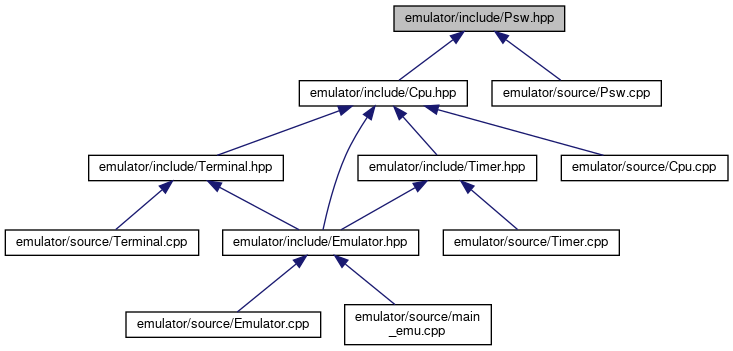 emulator/include/Psw.hpp
emulator/include/Cpu.hpp
emulator/source/Psw.cpp
emulator/include/Terminal.hpp
emulator/include/Timer.hpp
emulator/source/Cpu.cpp
emulator/source/Terminal.cpp
emulator/include/Emulator.hpp
emulator/source/Timer.cpp
emulator/source/Emulator.cpp
emulator/source/main
_emu.cpp